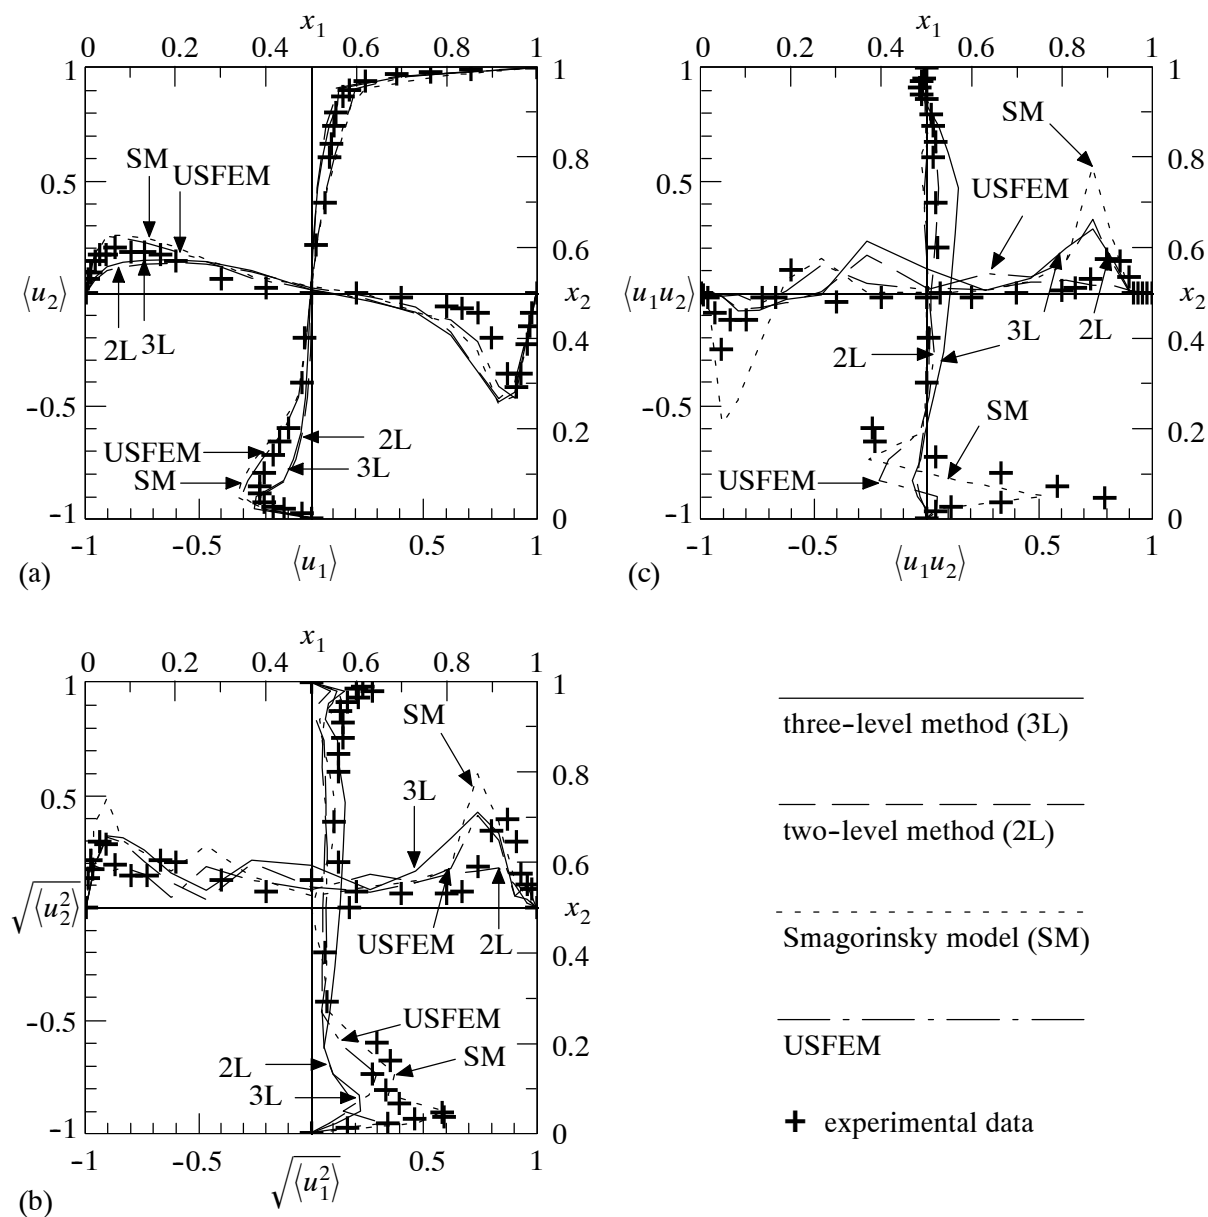 x1
0 0.2 0.4 0.6 0.8 1
1 1
SM
USFEM
0.8
0.5
0.6
⟨u2⟩ 0 x2
2L 3L
0.4
-0.5
USFEM
2L
0.2
SM
3L
-1 0
-1 -0.5 0.5 1
⟨u1⟩
(a)
x1
0 0.2 0.4 0.6 0.8 1
1 1
SM
0.8
USFEM
0.5
0.6
⟨u1u2⟩ 0 x2
2L 3L 2L
0.4
-0.5
SM
0.2
USFEM
-1 0
-1 -0.5 0.5 1
⟨u1u2⟩
(c)
x1
0 0.2 0.4 0.6 0.8 1
1 1
SM
3L
0.8
0.5
0.6
√⟨u2²⟩ x2
USFEM 2L
0.4
-0.5
USFEM
2L SM
0.2
3L
-1 0
-1 -0.5 0.5 1
√⟨u1²⟩
(b)
three-level method (3L)
two-level method (2L)
Smagorinsky model (SM)
USFEM
+ experimental data